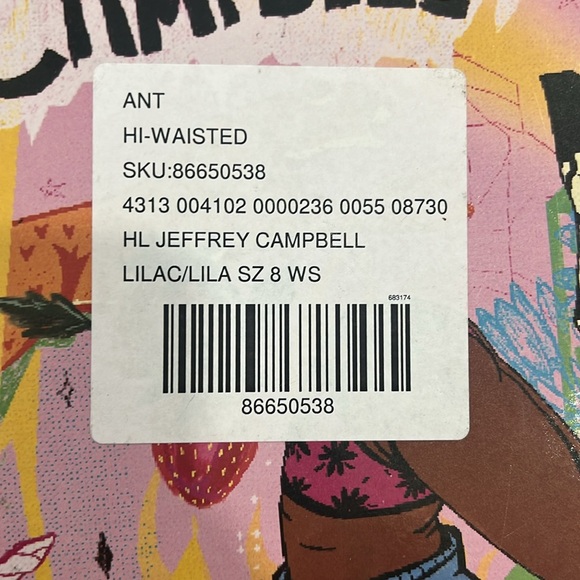 CAMPBELL
ANT
HI-WAISTED
SKU:86650538
4313 004102 0000236 0055 08730
HL JEFFREY CAMPBELL
LILAC/LILA SZ 8 WS
683174
86650538